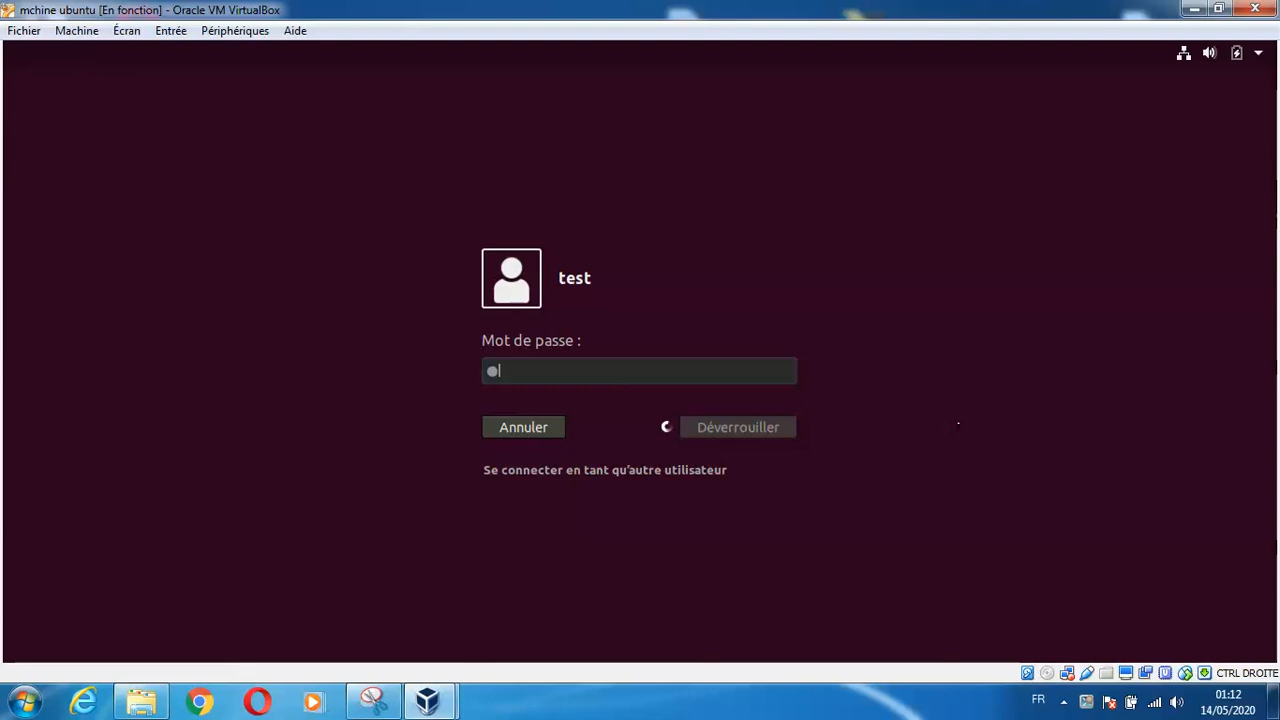 mchine ubuntu [En fonction] - Oracle VM VirtualBox
Fichier Machine Écran Entrée Périphériques Aide
test
Mot de passe :
Annuler Déverrouiller
Se connecter en tant qu'autre utilisateur
CTRL DROITE
FR 01:12
14/05/2020